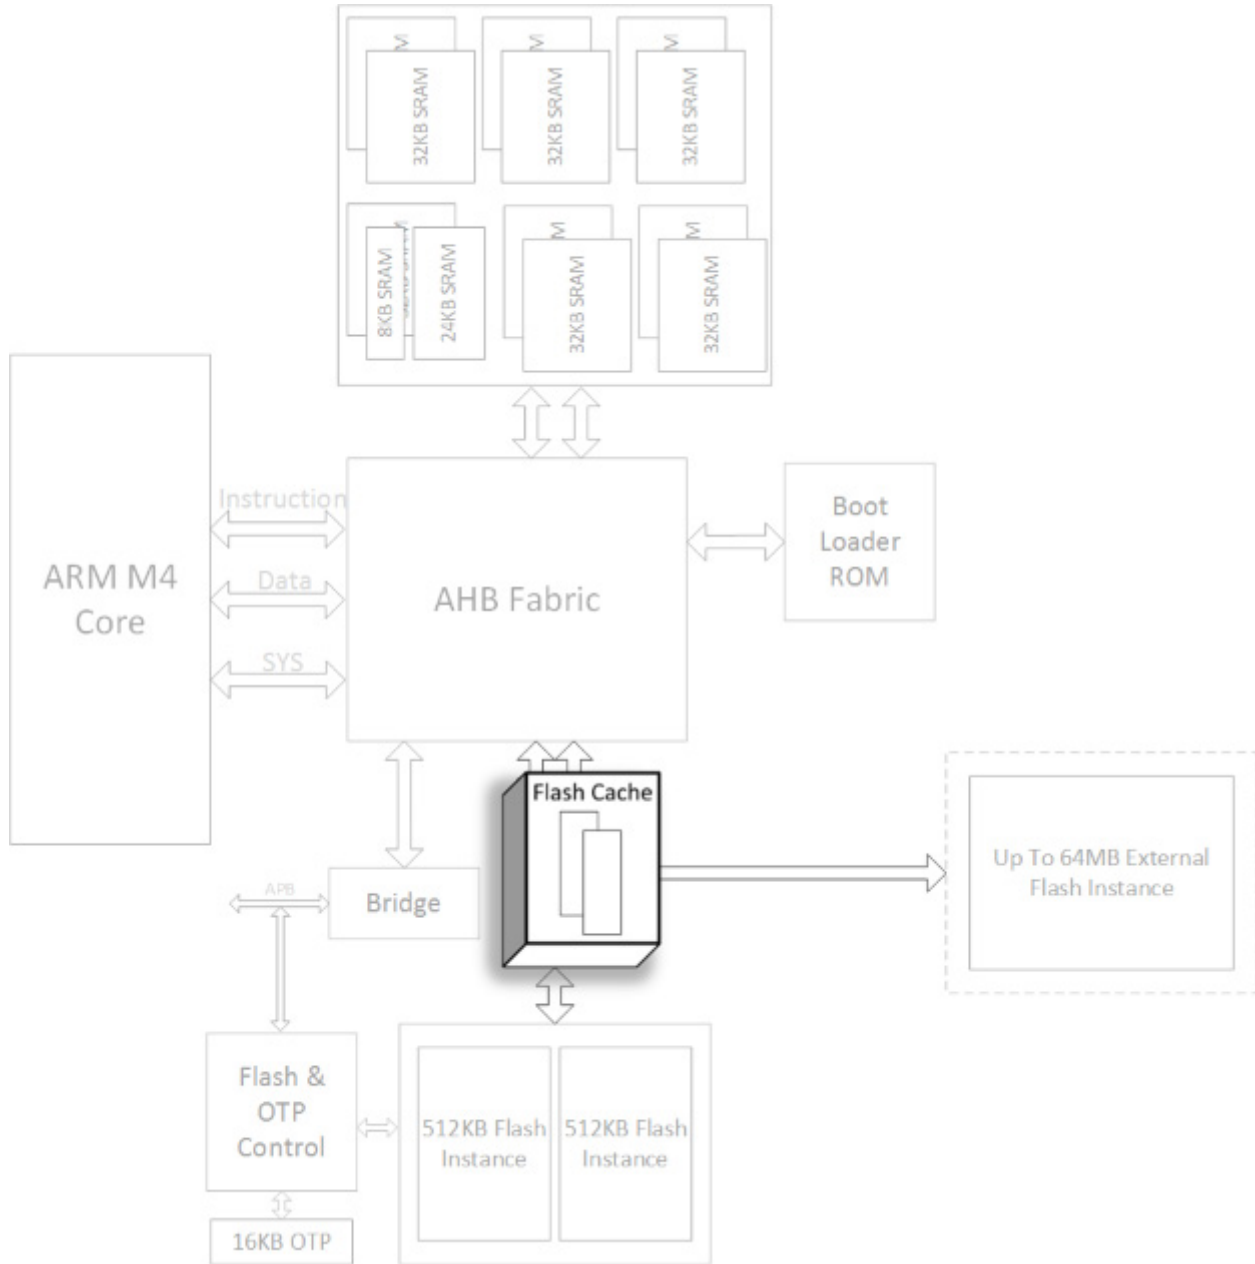 32KB SRAM
32KB SRAM
32KB SRAM
8KB SRAM
24KB SRAM
32KB SRAM
32KB SRAM
Instruction
Data
SYS
ARM M4
Core
AHB Fabric
Boot
Loader
ROM
Flash Cache
Up To 64MB External
Flash Instance
APB
Bridge
Flash &
OTP
Control
512KB Flash
Instance
512KB Flash
Instance
16KB OTP